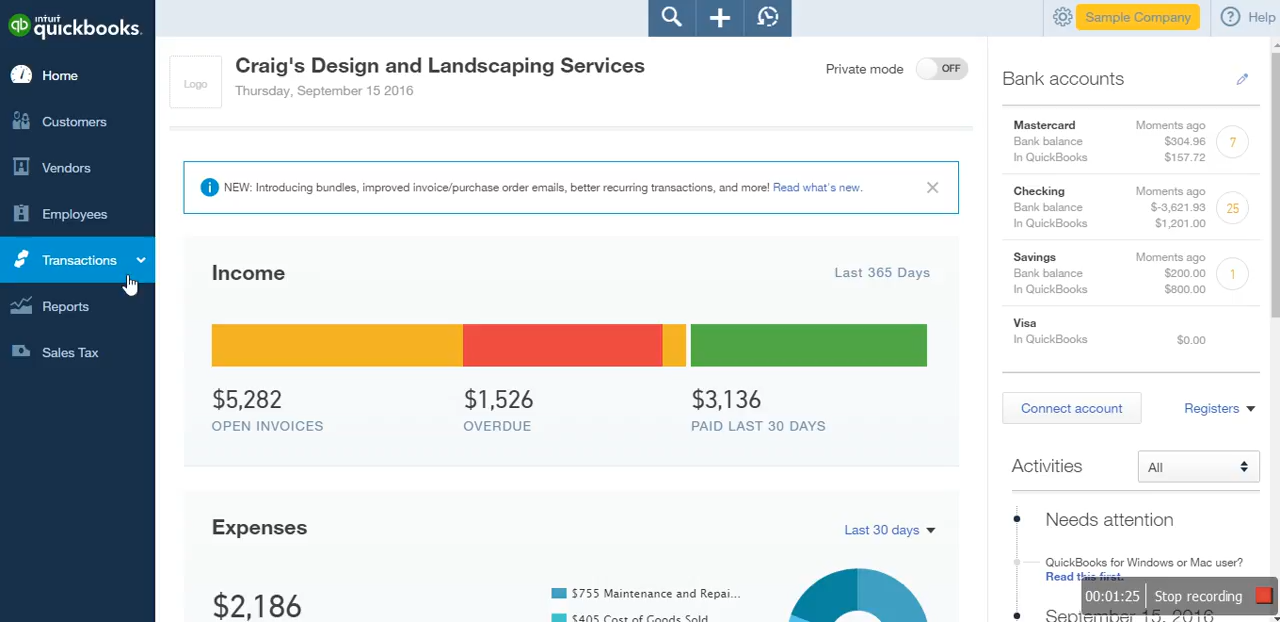 intuit
quickbooks.
Sample Company
Help
Home
Customers
Vendors
Employees
Transactions
Reports
Sales Tax
Logo
Craig's Design and Landscaping Services
Thursday, September 15 2016
Private mode
OFF
NEW: Introducing bundles, improved invoice/purchase order emails, better recurring transactions, and more! Read what's new.
Income
Last 365 Days
$5,282
OPEN INVOICES
$1,526
OVERDUE
$3,136
PAID LAST 30 DAYS
Expenses
Last 30 days
$2,186
$755 Maintenance and Repai...
$405 Cost of Goods Sold
Bank accounts
Mastercard Moments ago
Bank balance $304.96
In QuickBooks $157.72
7
Checking Moments ago
Bank balance $-3,621.93
In QuickBooks $1,201.00
25
Savings Moments ago
Bank balance $200.00
In QuickBooks $800.00
1
Visa
In QuickBooks $0.00
Connect account
Registers
Activities
All
Needs attention
QuickBooks for Windows or Mac user?
Read this first.
00:01:25 Stop recording
September 15, 2016